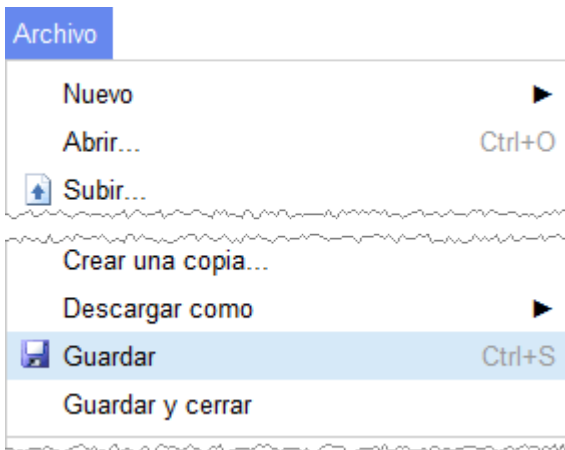 Archivo
Nuevo
Abrir... Ctrl+O
Subir...
Crear una copia...
Descargar como
Guardar Ctrl+S
Guardar y cerrar